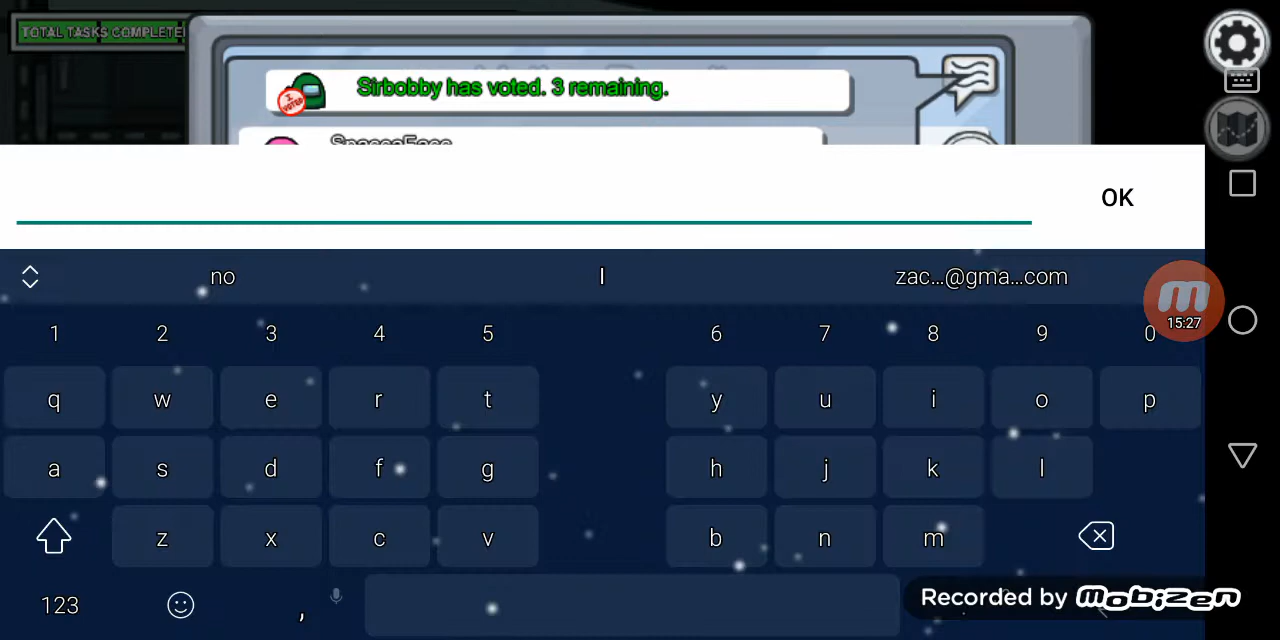 TOTAL TASKS COMPLETE
Sirbobby has voted. 3 remaining.
OK
no I zac...@gma...com
15:27
1 2 3 4 5 6 7 8 9 0
q w e r t y u i o p
a s d f g h j k l
z x c v b n m
123 ,
Recorded by mobizen